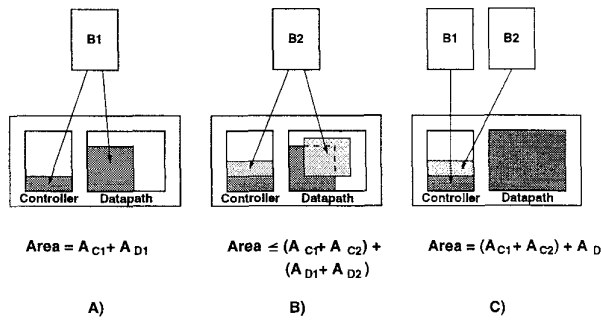 B1
B2
B1
B2
Controller Datapath
Controller Datapath
Controller Datapath
Area = A C1 + A D1
Area ≤ (A C1 + A C2) +
(A D1 + A D2)
Area = (A C1 + A C2) + A D
A)
B)
C)